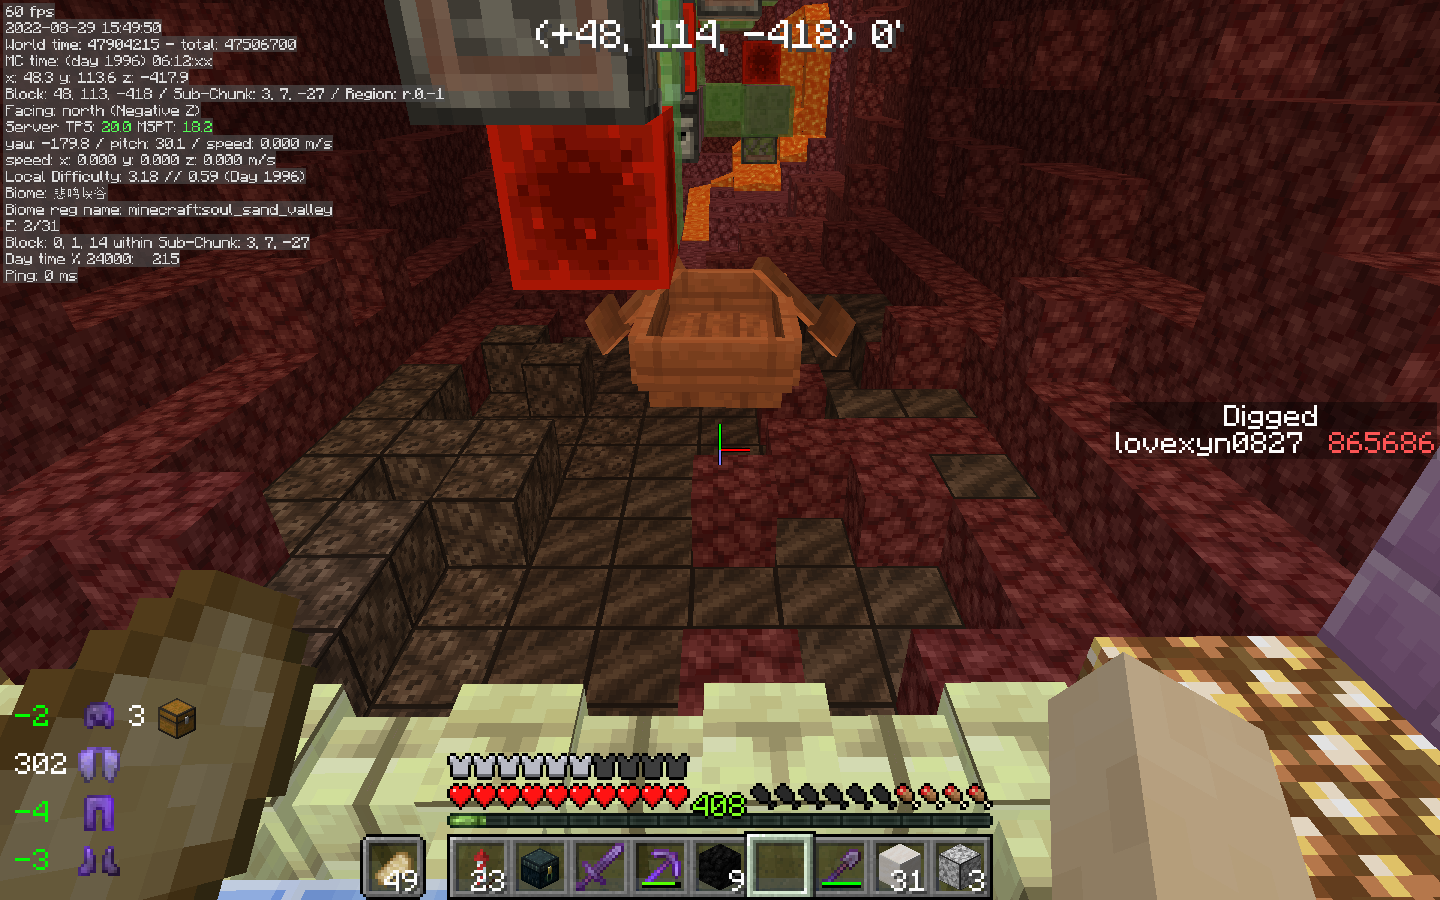 60 fps
2022-08-29 15:49:50
World time: 47904215 - total: 47506700
MC time: (day 1996) 06:12:xx
x: 48.3 y: 113.6 z: -417.9
Block: 48, 113, -418 / Sub-Chunk: 3, 7, -27 / Region: r.0.-1
Facing: north (Negative Z)
Server TPS: 20.0 MSPT: 18.2
yaw: -179.8 / pitch: 30.1 / speed: 0.000 m/s
speed: x: 0.000 y: 0.000 z: 0.000 m/s
Local Difficulty: 3.18 // 0.59 (Day 1996)
Biome:
Biome reg name: minecraft:soul_sand_valley
E: 2/31
Block: 0, 1, 14 within Sub-Chunk: 3, 7, -27
Day time % 24000: 215
Ping: 0 ms
(+48, 114, -418) 0'
Digged
lovexyn0827 865686
-2 3
302
-4
-3
408
49 23 9 31 3